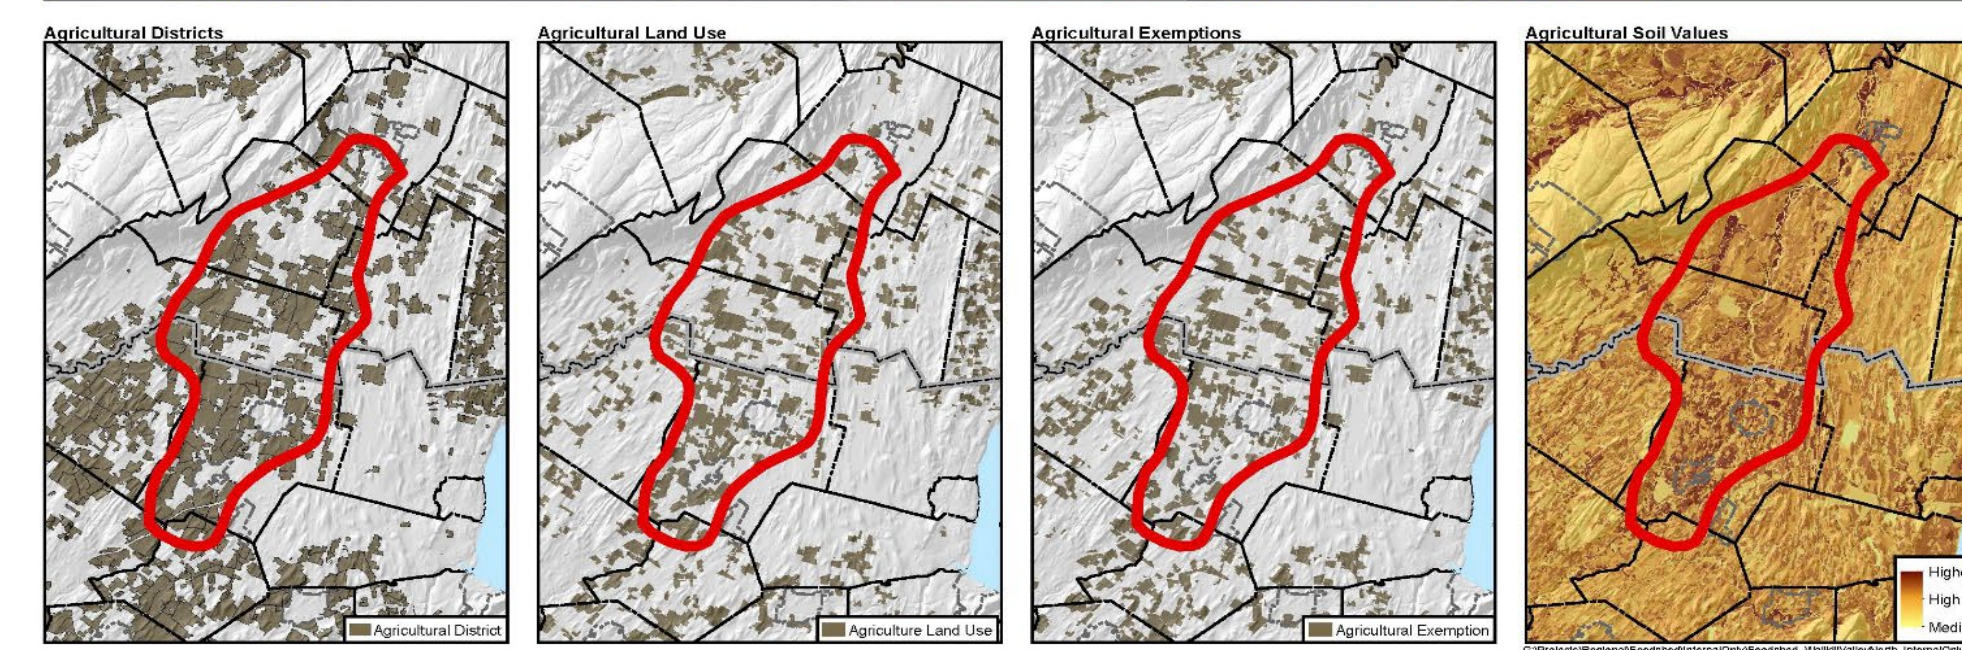 Agricultural Districts
Agricultural Land Use
Agricultural Exemptions
Agricultural Soil Values
Agricultural District
Agriculture Land Use
Agricultural Exemption
High